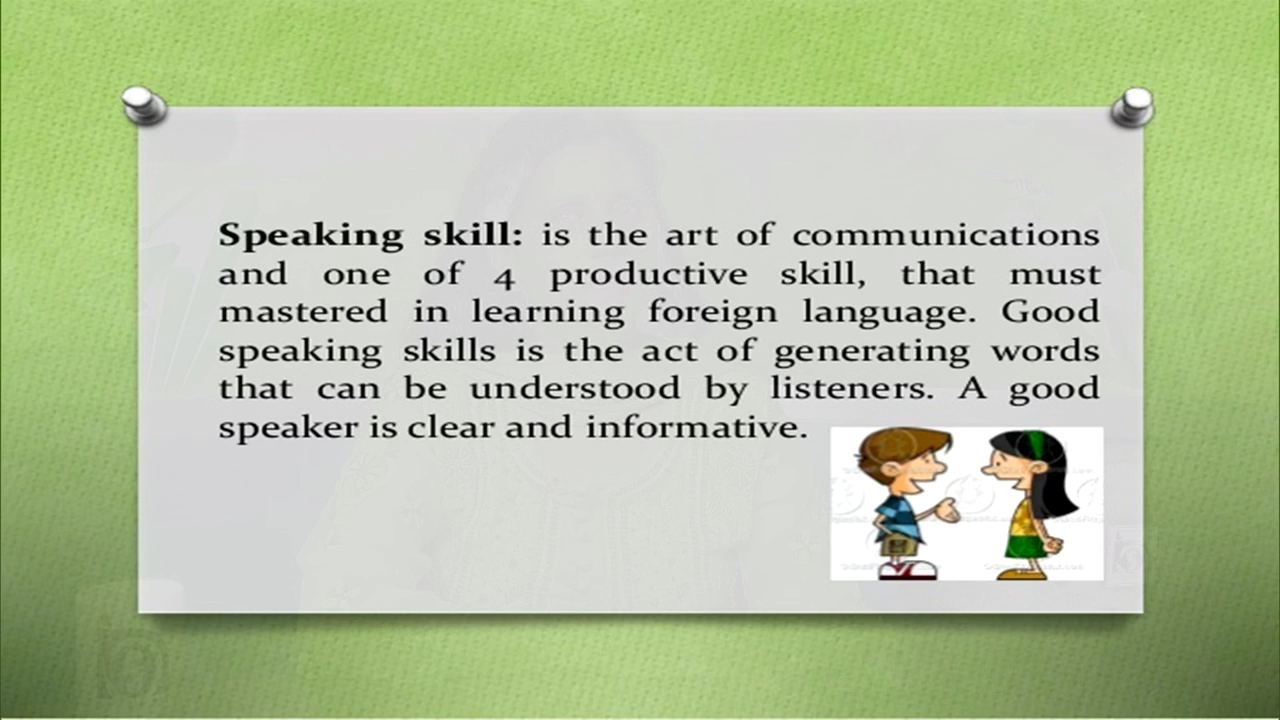 Speaking skill: is the art of communications
and one of 4 productive skill, that must
mastered in learning foreign language. Good
speaking skills is the act of generating words
that can be understood by listeners. A good
speaker is clear and informative.